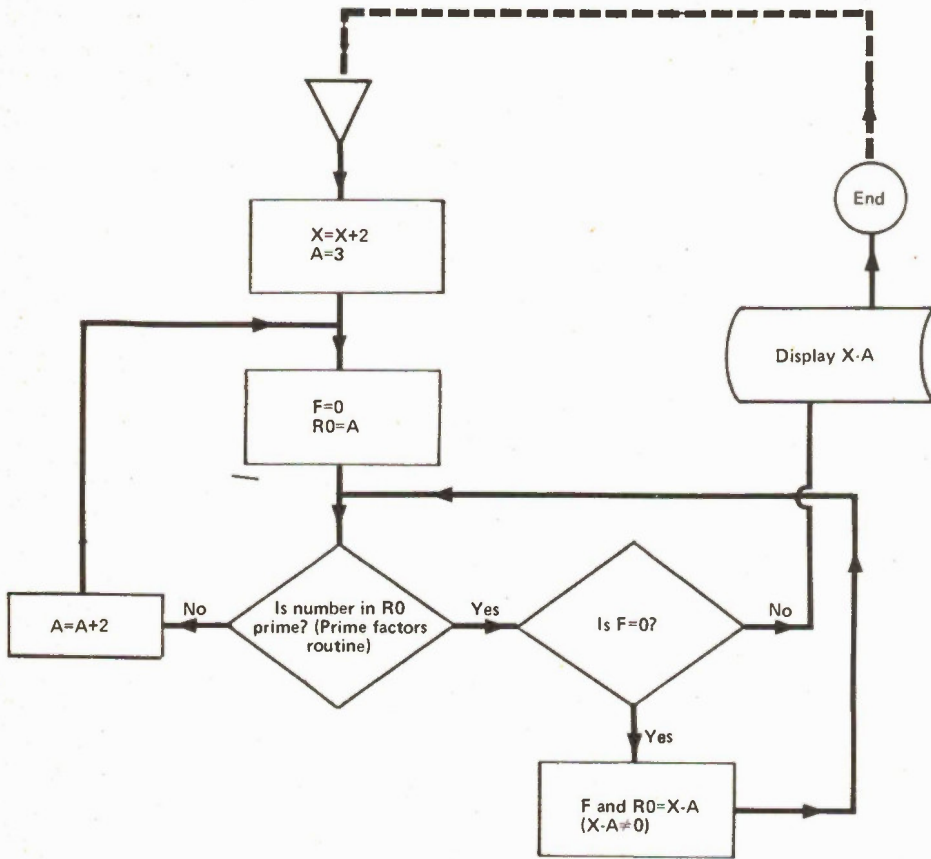 End
X=X+2
A=3
Display X-A
F=0
R0=A
A=A+2
No
Is number in R0
prime? (Prime factors
routine)
Yes
Is F=0?
No
Yes
F and R0=X-A
(X-A≠0)